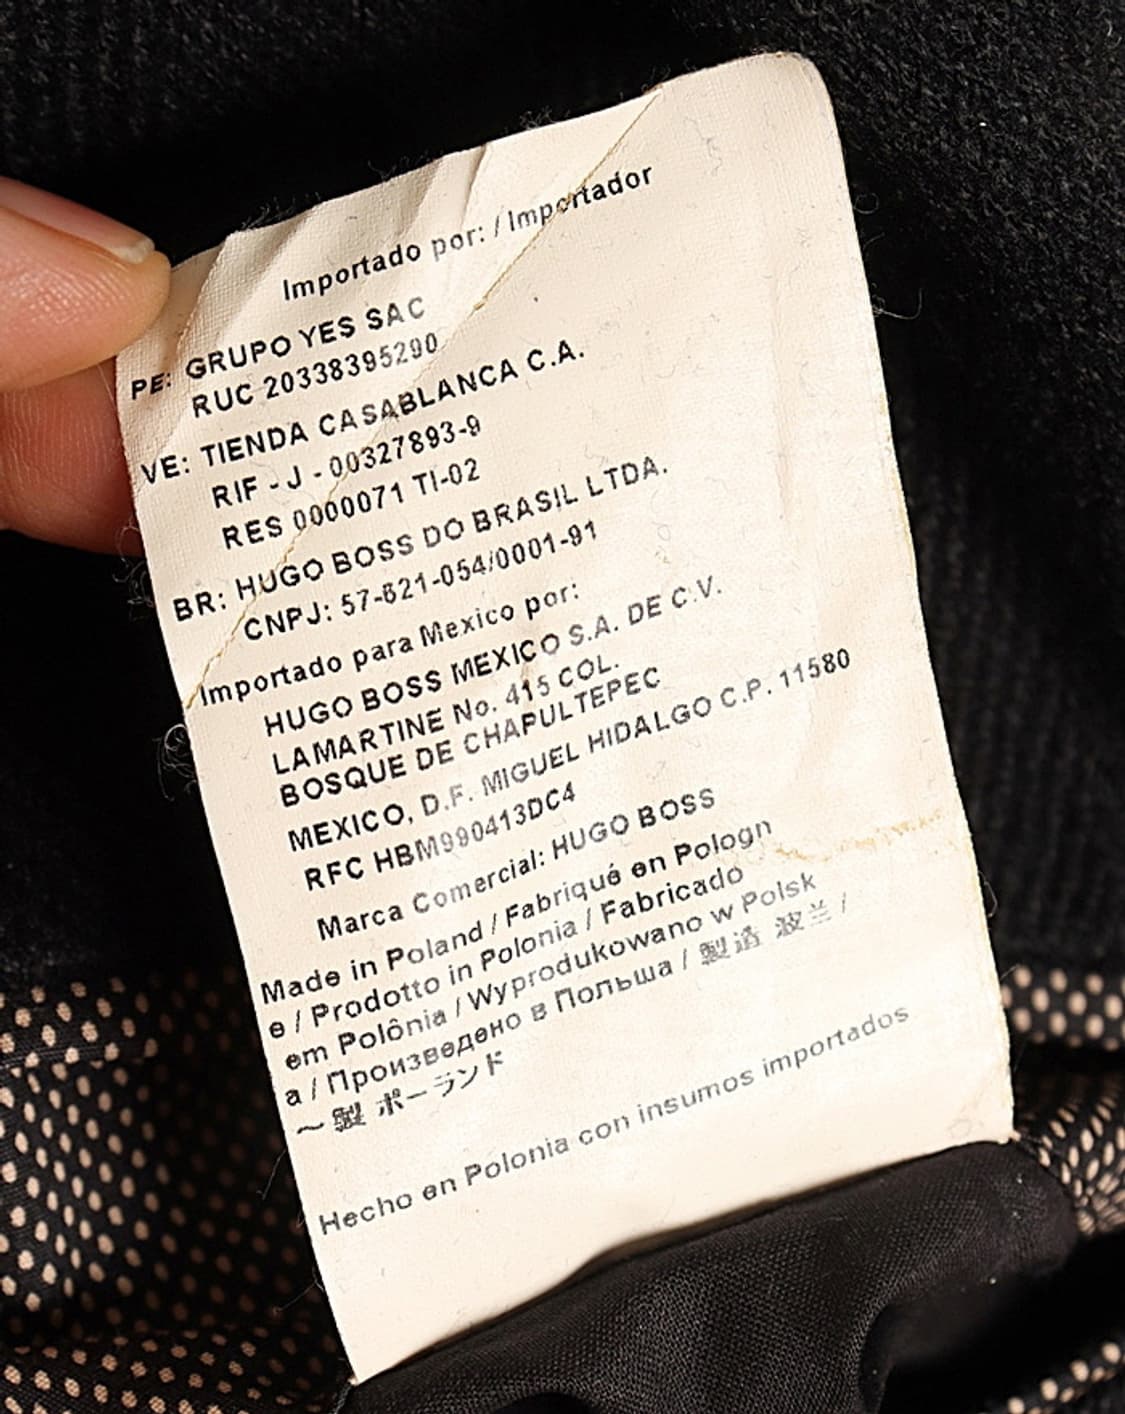 Importado por: / Importador
PE: GRUPO YES SAC
RUC 20338395290
VE: TIENDA CASABLANCA C.A.
RIF - J - 00327893-9
RES 0000071 TI-02
BR: HUGO BOSS DO BRASIL LTDA.
CNPJ: 57-621-054/0001-91
Importado para Mexico por:
HUGO BOSS MEXICO S.A. DE C.V.
LAMARTINE No. 415 COL.
BOSQUE DE CHAPULTEPEC
MEXICO, D.F. MIGUEL HIDALGO C.P. 11580
RFC HBM990413DC4
Marca Comercial: HUGO BOSS
Made in Poland / Fabriqué en Pologn
e / Prodotto in Polonia / Fabricado
em Polônia / Wyprodukowano w Polsk
a / Произведено в Польша / 製造 波兰 /
~ 製 ポーランド
Hecho en Polonia con insumos importados